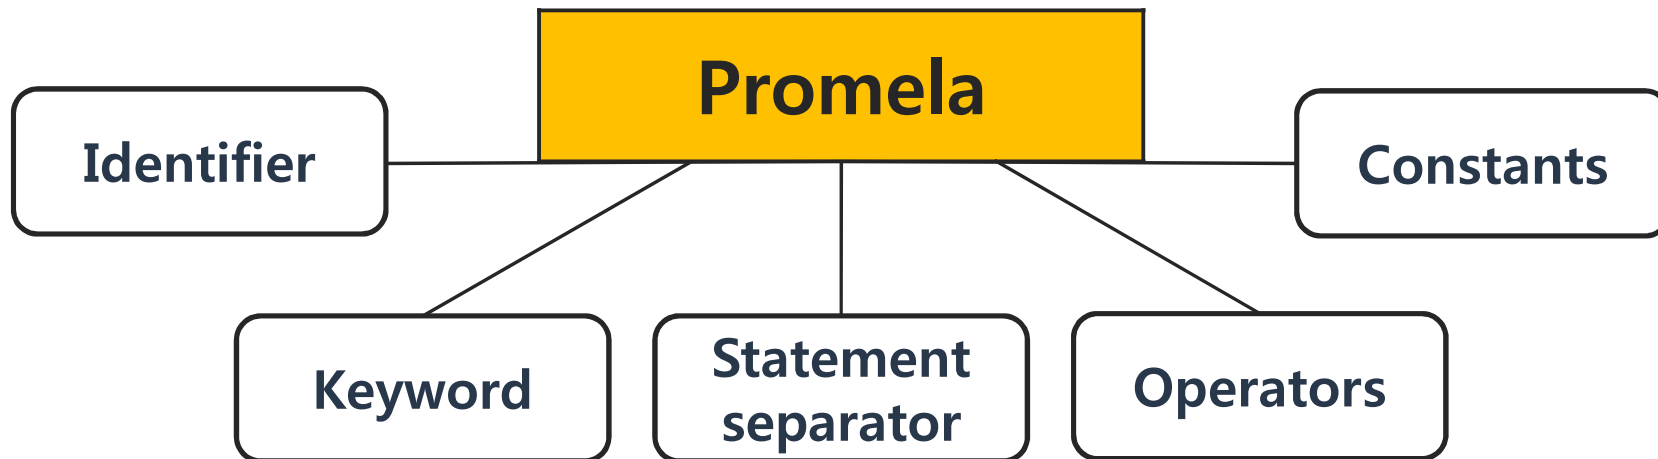 Promela
Identifier
Constants
Keyword
Statement
separator
Operators